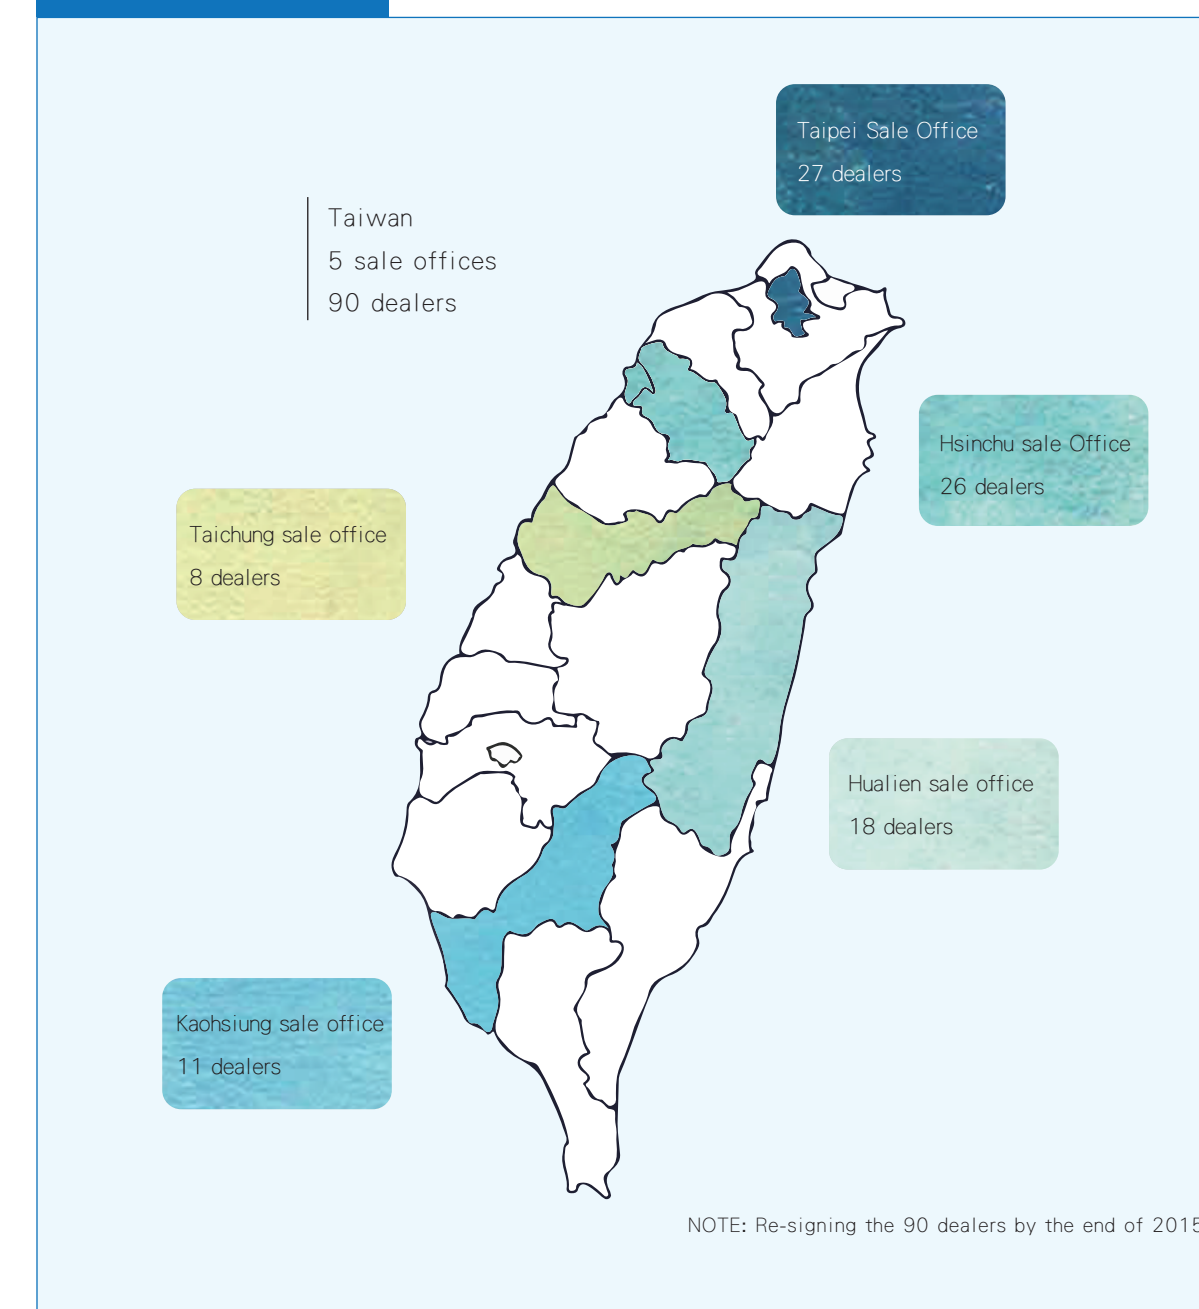 Taipei Sale Office
27 dealers
Taiwan
5 sale offices
90 dealers
Hsinchu sale Office
26 dealers
Taichung sale office
8 dealers
Hualien sale office
18 dealers
Kaohsiung sale office
11 dealers
NOTE: Re-signing the 90 dealers by the end of 2015